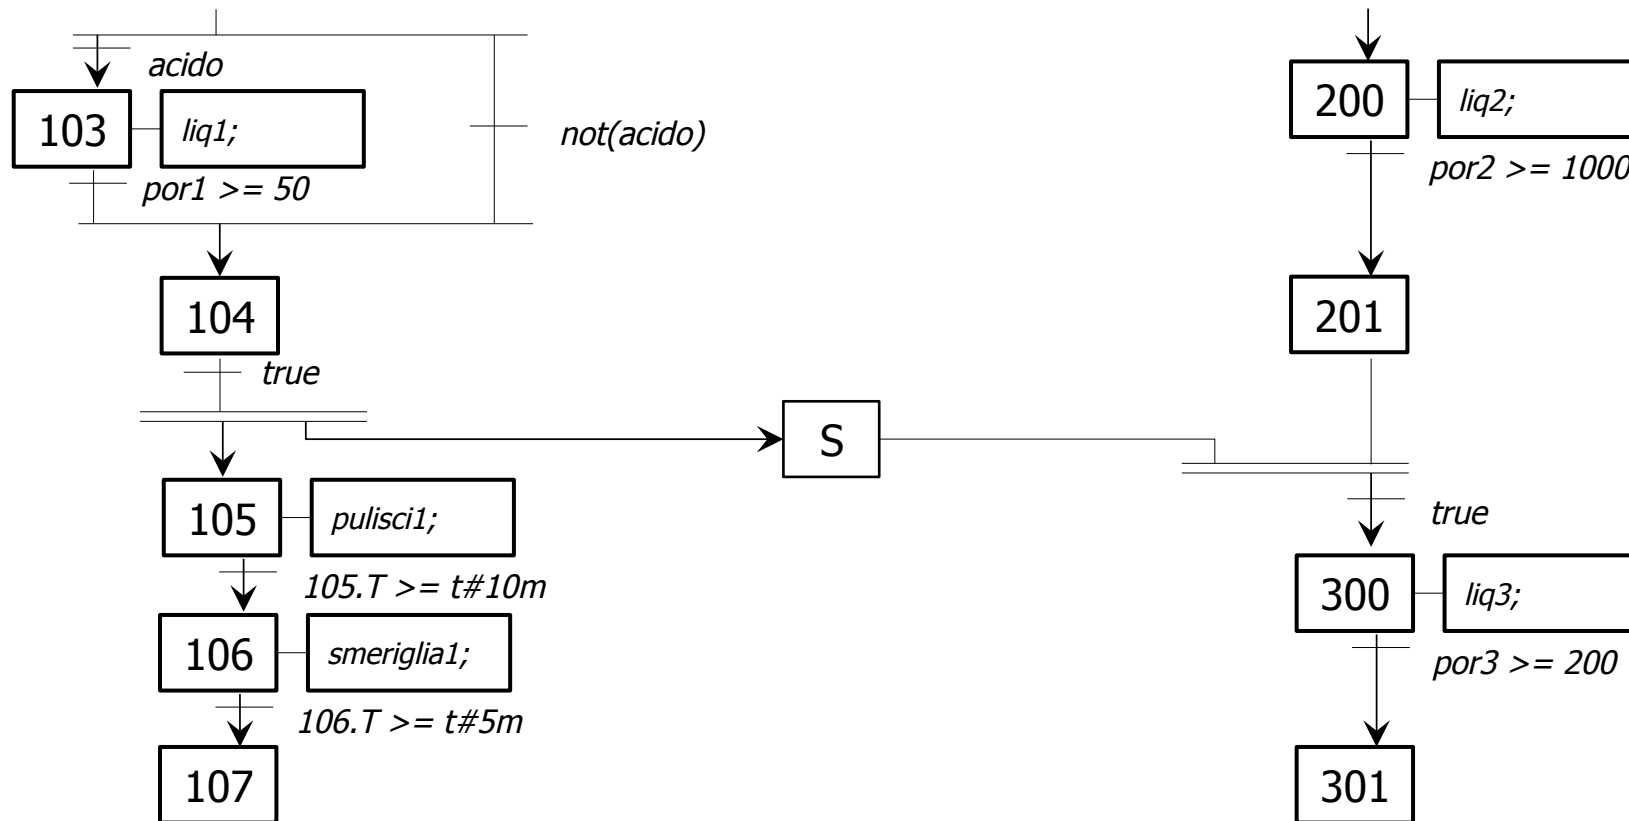 acido
103
liq1;
not(acido)
por1 >= 50
104
true
S
105
pulisci1;
105.T >= t#10m
106
smeriglia1;
106.T >= t#5m
107
200
liq2;
por2 >= 1000
201
true
300
liq3;
por3 >= 200
301